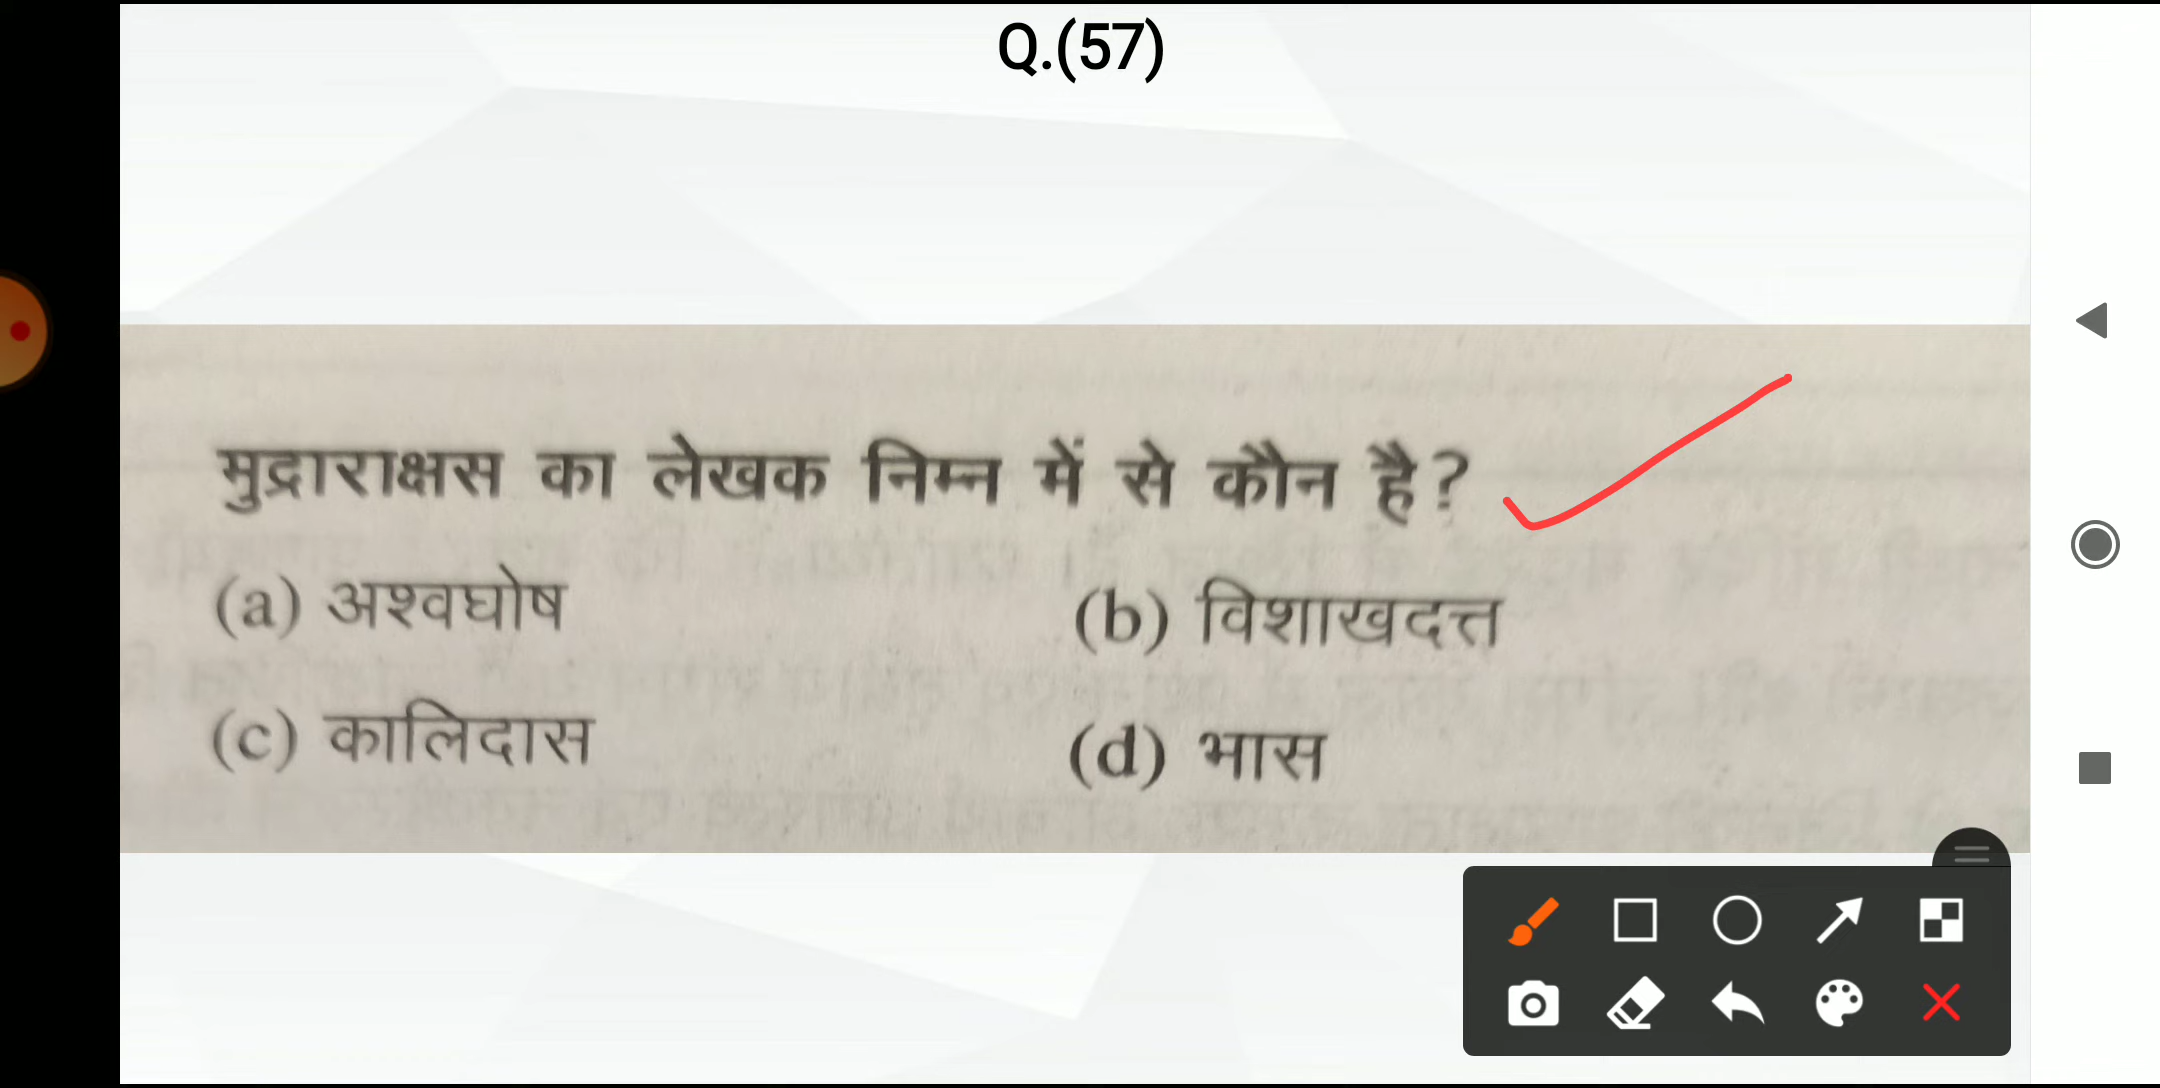 Q.(57)
मुद्राराक्षस का लेखक निम्न में से कौन है?
(a) अश्वघोष (b) विशाखदत्त
(c) कालिदास (d) भास